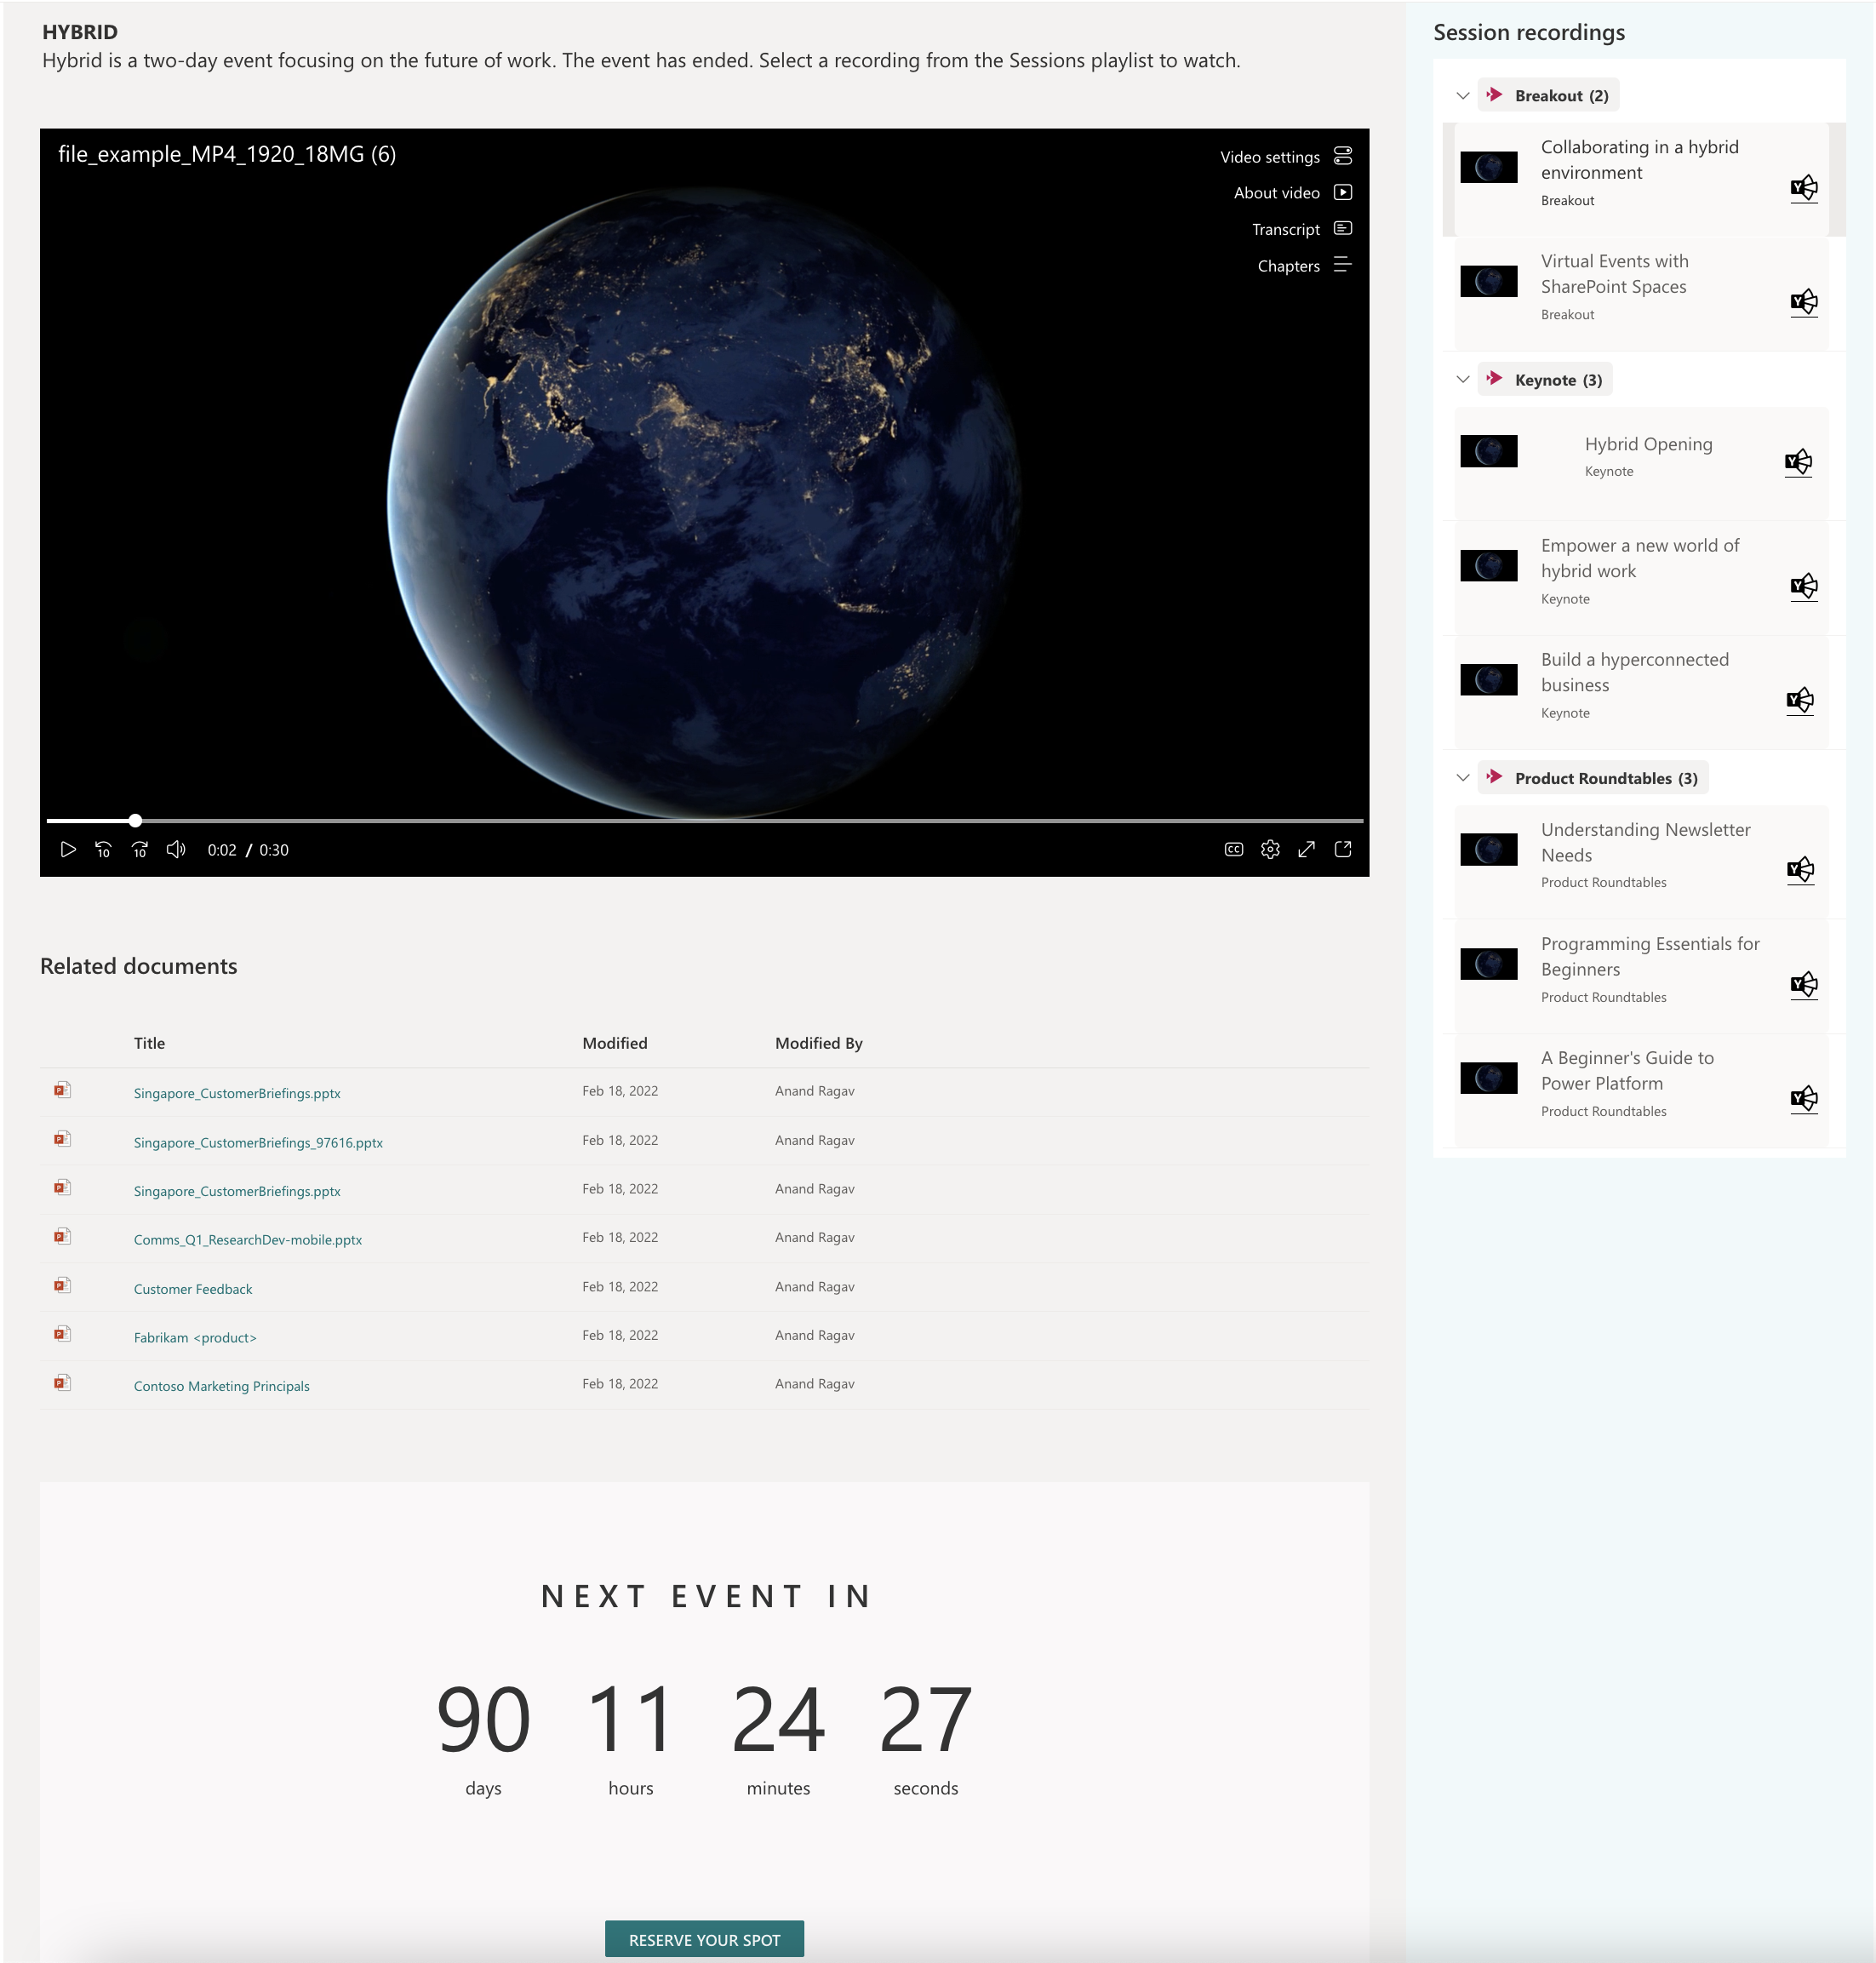 HYBRID
Hybrid is a two-day event focusing on the future of work. The event has ended. Select a recording from the Sessions playlist to watch.
file_example_MP4_1920_18MG (6)
Video settings
About video
Transcript
Chapters
10
10
0:02 / 0:30
CC
Related documents
Title Modified Modified By
Singapore_CustomerBriefings.pptx Feb 18, 2022 Anand Ragav
Singapore_CustomerBriefings_97616.pptx Feb 18, 2022 Anand Ragav
Singapore_CustomerBriefings.pptx Feb 18, 2022 Anand Ragav
Comms_Q1_ResearchDev-mobile.pptx Feb 18, 2022 Anand Ragav
Customer Feedback Feb 18, 2022 Anand Ragav
Fabrikam <product> Feb 18, 2022 Anand Ragav
Contoso Marketing Principals Feb 18, 2022 Anand Ragav
NEXT EVENT IN
90 11 24 27
days hours minutes seconds
RESERVE YOUR SPOT
Session recordings
Breakout (2)
Collaborating in a hybrid
environment
Breakout
Virtual Events with
SharePoint Spaces
Breakout
Keynote (3)
Hybrid Opening
Keynote
Empower a new world of
hybrid work
Keynote
Build a hyperconnected
business
Keynote
Product Roundtables (3)
Understanding Newsletter
Needs
Product Roundtables
Programming Essentials for
Beginners
Product Roundtables
A Beginner's Guide to
Power Platform
Product Roundtables